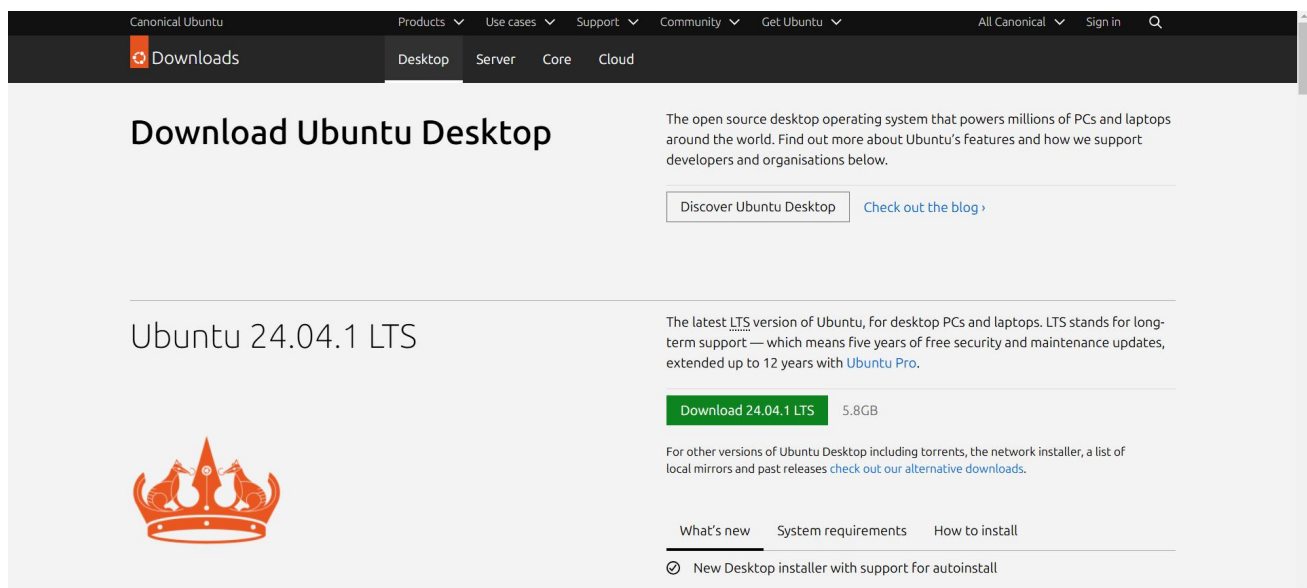 Canonical Ubuntu Products Use cases Support Community Get Ubuntu All Canonical Sign in
Downloads Desktop Server Core Cloud
Download Ubuntu Desktop
The open source desktop operating system that powers millions of PCs and laptops
around the world. Find out more about Ubuntu’s features and how we support
developers and organisations below.
Discover Ubuntu Desktop Check out the blog ›
Ubuntu 24.04.1 LTS
The latest LTS version of Ubuntu, for desktop PCs and laptops. LTS stands for long-
term support — which means five years of free security and maintenance updates,
extended up to 12 years with Ubuntu Pro.
Download 24.04.1 LTS 5.8GB
For other versions of Ubuntu Desktop including torrents, the network installer, a list of
local mirrors and past releases check out our alternative downloads.
What’s new System requirements How to install
New Desktop installer with support for autoinstall